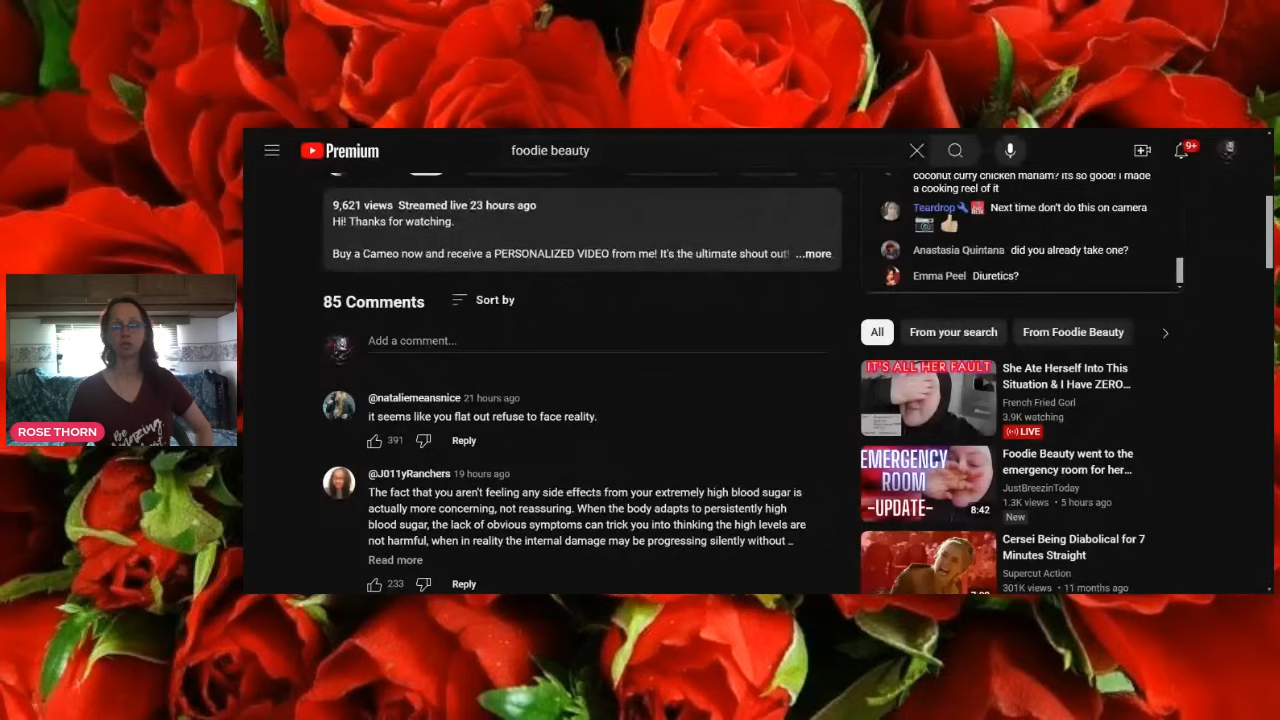 Premium
foodie beauty
9+
9,621 views Streamed live 23 hours ago
Hi! Thanks for watching.
Buy a Cameo and receive a PERSONALIZED VIDEO from me! It's the ultimate shout out! ...more
85 Comments
Sort by
Add a comment...
@nataliemeansnice 21 hours ago
it seems like you flat out refuse to face reality.
391
Reply
@J011yRanchers 19 hours ago
The fact that you aren't feeling any side effects from your extremely high blood sugar is
actually more concerning, not reassuring. When the body adapts to persistently high
blood sugar, the lack of obvious symptoms can trick you into thinking the high levels are
not harmful, when in reality the internal damage may be progressing silently without ..
Read more
233
Reply
coconut curry chicken mariam? its so good! I made
a cooking reel of it
Teardrop Next time don't do this on camera
Anastasia Quintana did you already take one?
Emma Peel Diuretics?
All
From your search
From Foodie Beauty
IT'S ALL HER FAULT
She Ate Herself Into This
Situation & I Have ZERO...
French Fried Gorl
3.9K watching
LIVE
EMERGENCY
ROOM
-UPDATE-
8:42
Foodie Beauty went to the
emergency room for her...
JustBreezinToday
1.3K views • 5 hours ago
New
Cersei Being Diabolical for 7
Minutes Straight
Supercut Action
301K views • 11 months ago
ROSE THORN